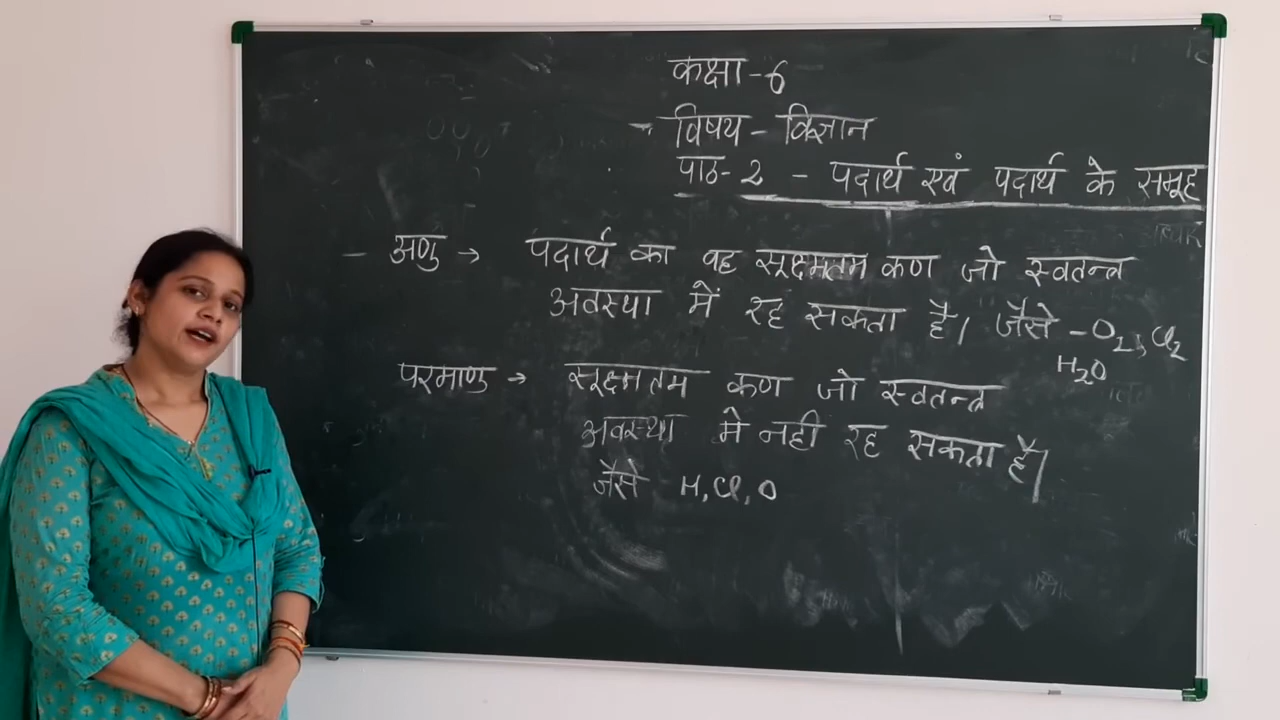 कक्षा - 6
विषय - विज्ञान
पाठ - 2 - पदार्थ एवं पदार्थ के समूह
अणु → पदार्थ का वह सूक्ष्मतम कण जो स्वतन्त्र
अवस्था में रह सकता है। जैसे - O₂, Cl₂
H₂O
परमाणु → सूक्ष्मतम कण जो स्वतन्त्र
अवस्था मे नही रह सकता है।
जैसे H, Cl, O